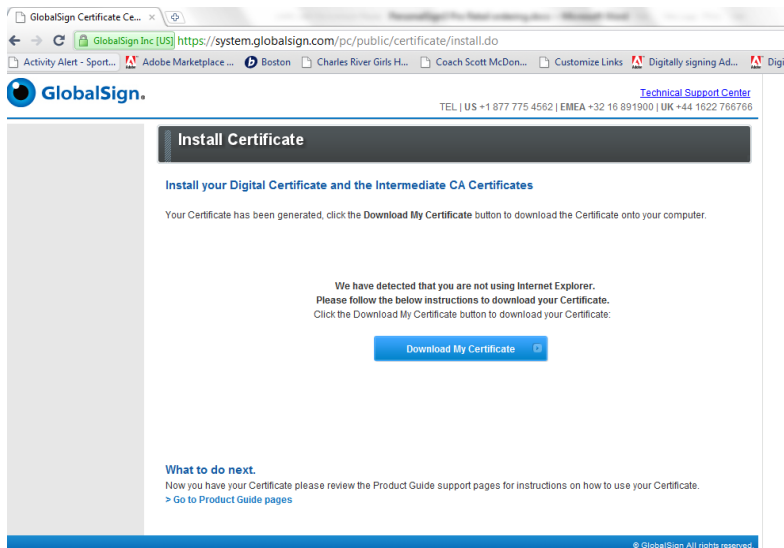 GlobalSign Certificate Ce...
GlobalSign Inc [US] https://system.globalsign.com/pc/public/certificate/install.do
Activity Alert - Sport... Adobe Marketplace ... Boston Charles River Girls H... Coach Scott McDon... Customize Links Digitally signing Ad... Digi
GlobalSign.
Technical Support Center
TEL | US +1 877 775 4562 | EMEA +32 16 891900 | UK +44 1622 766766
Install Certificate
Install your Digital Certificate and the Intermediate CA Certificates
Your Certificate has been generated, click the Download My Certificate button to download the Certificate onto your computer.
We have detected that you are not using Internet Explorer.
Please follow the below instructions to download your Certificate.
Click the Download My Certificate button to download your Certificate:
Download My Certificate
What to do next.
Now you have your Certificate please review the Product Guide support pages for instructions on how to use your Certificate.
> Go to Product Guide pages
© GlobalSign All rights reserved.